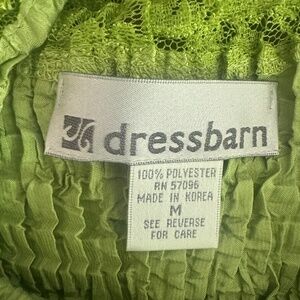 dressbarn
100% POLYESTER
RN 57096
MADE IN KOREA
M
SEE REVERSE
FOR CARE